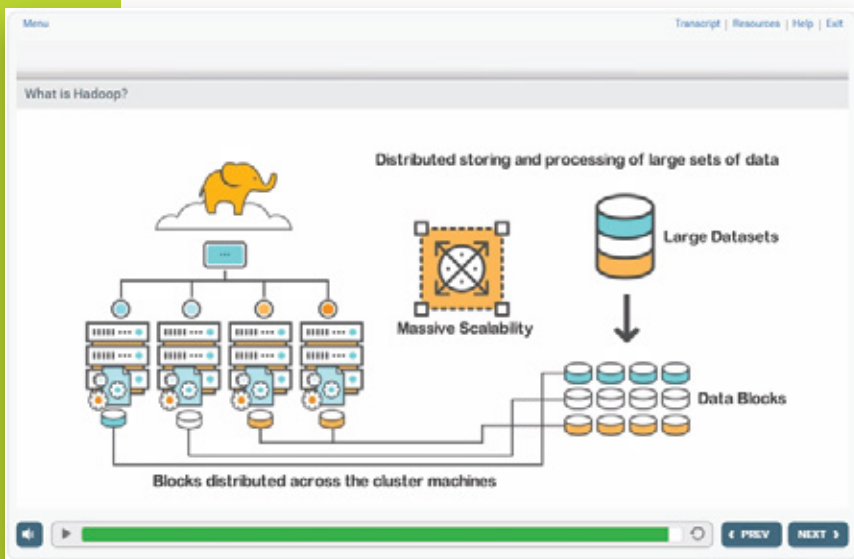 Menu
Transcript | Resources | Help | Exit
What is Hadoop?
Distributed storing and processing of large sets of data
Large Datasets
Massive Scalability
Data Blocks
Blocks distributed across the cluster machines
PREV
NEXT